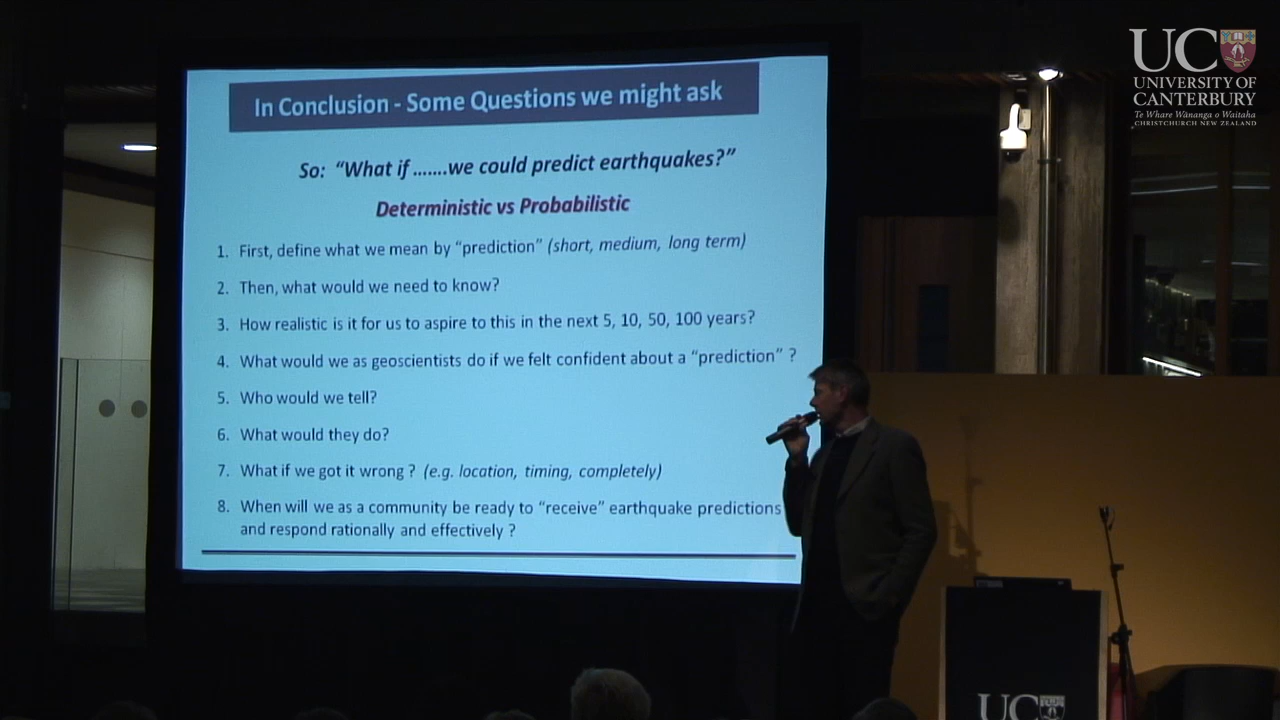 UC
UNIVERSITY OF
CANTERBURY
Te Whare Wānanga o Waitaha
CHRISTCHURCH NEW ZEALAND
In Conclusion - Some Questions we might ask
So: “What if .......we could predict earthquakes?”
Deterministic vs Probabilistic
1. First, define what we mean by “prediction” (short, medium, long term)
2. Then, what would we need to know?
3. How realistic is it for us to aspire to this in the next 5, 10, 50, 100 years?
4. What would we as geoscientists do if we felt confident about a “prediction” ?
5. Who would we tell?
6. What would they do?
7. What if we got it wrong ? (e.g. location, timing, completely)
8. When will we as a community be ready to “receive” earthquake predictions
and respond rationally and effectively ?
UC